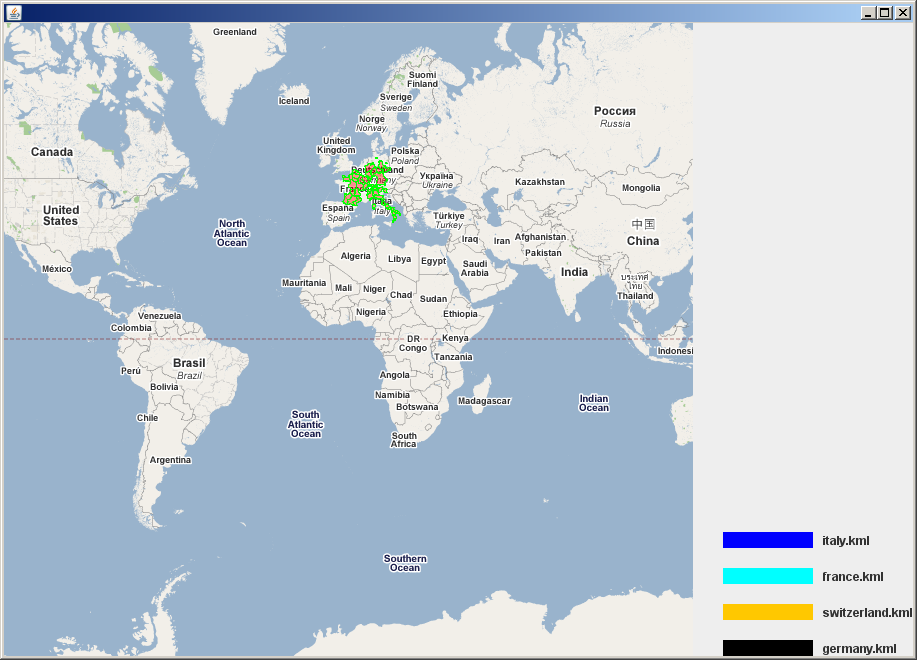 Greenland
Iceland
Suomi
Finland
Sverige
Sweden
Norge
Norway
Россия
Russia
Canada
United
Kingdom
Polska
Poland
Deutschland
Germany
Україна
Ukraine
Kazakhstan
Mongolia
France
Italia
Italy
España
Spain
Türkiye
Turkey
United
States
North
Atlantic
Ocean
中国
China
Iraq
Iran
Afghanistan
Pakistan
Algeria
Libya
Egypt
Saudi
Arabia
India
ประเทศ
ไทย
Thailand
México
Mauritania
Mali
Niger
Chad
Sudan
Nigeria
Ethiopia
Venezuela
Colombia
DR
Congo
Kenya
Tanzania
Indonesi
Brasil
Brazil
Perú
Bolivia
Angola
Namibia
Botswana
Madagascar
Indian
Ocean
Chile
South
Atlantic
Ocean
South
Africa
Argentina
Southern
Ocean
italy.kml
france.kml
switzerland.kml
germany.kml